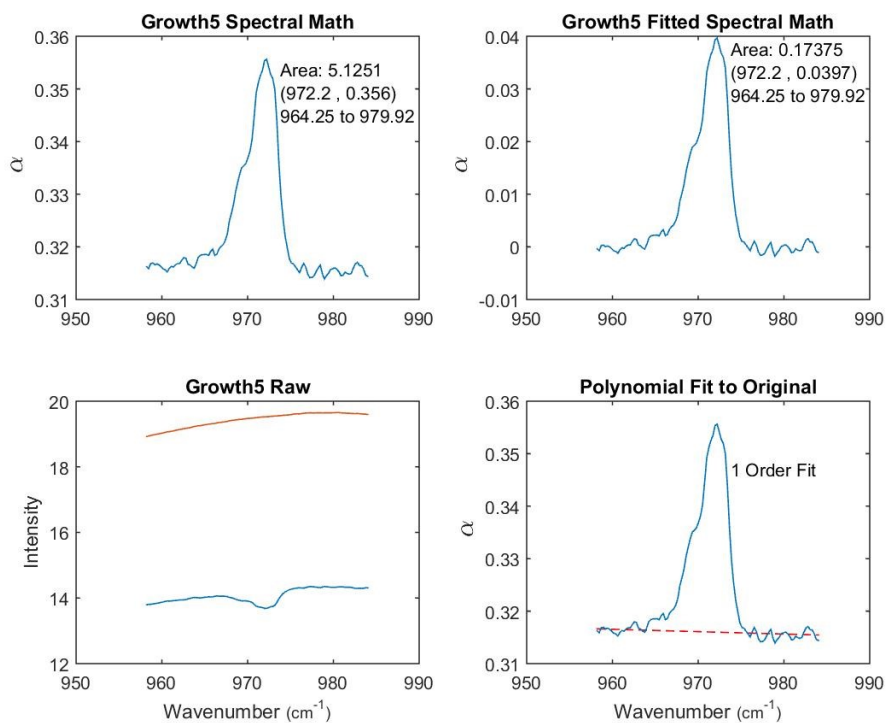 Growth5 Spectral Math
0.36
0.35
0.34
0.33
0.32
0.31
α
950
960
970
980
990
Area: 5.1251
(972.2 , 0.356)
964.25 to 979.92
Growth5 Fitted Spectral Math
0.04
0.03
0.02
0.01
0
-0.01
α
950
960
970
980
990
Area: 0.17375
(972.2 , 0.0397)
964.25 to 979.92
Growth5 Raw
20
18
16
14
12
Intensity
950
960
970
980
990
Wavenumber (cm⁻¹)
Polynomial Fit to Original
0.36
0.35
0.34
0.33
0.32
0.31
α
1 Order Fit
950
960
970
980
990
Wavenumber (cm⁻¹)